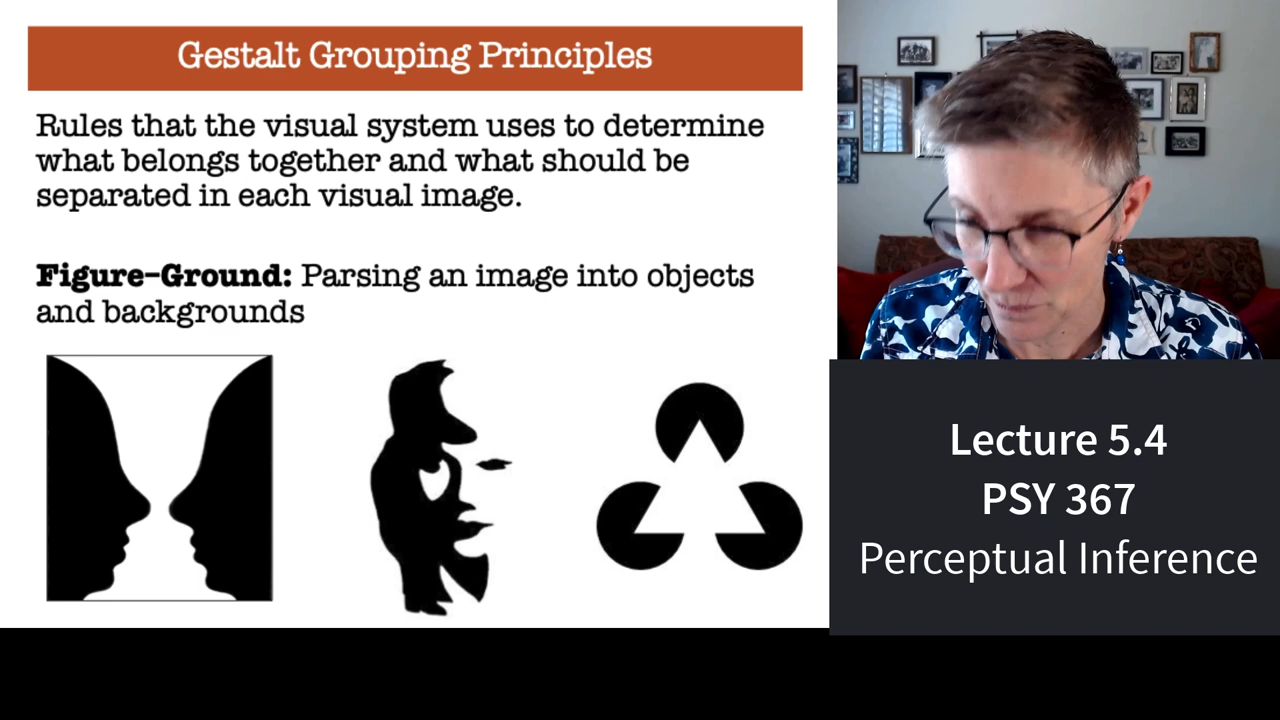 Gestalt Grouping Principles
Rules that the visual system uses to determine
what belongs together and what should be
separated in each visual image.
Figure-Ground: Parsing an image into objects
and backgrounds
Lecture 5.4
PSY 367
Perceptual Inference